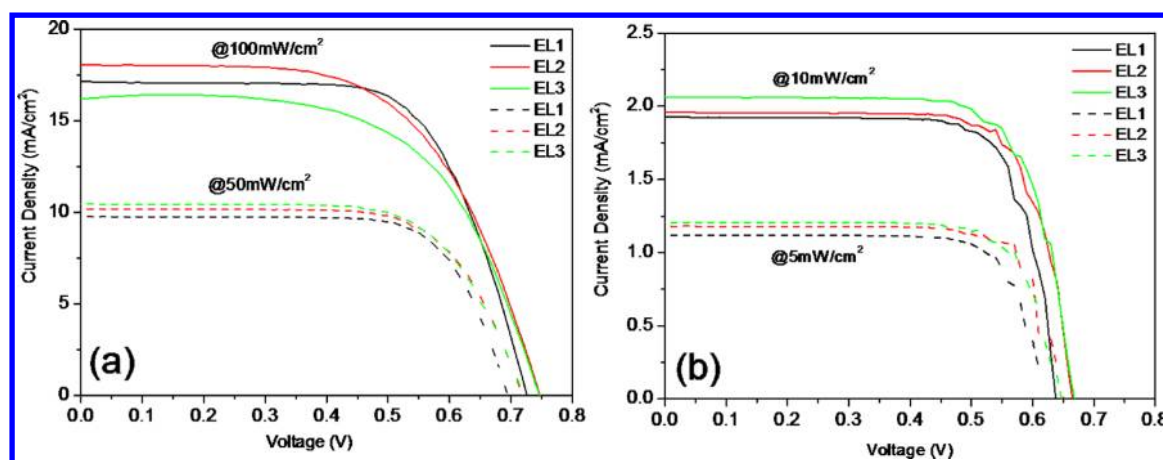 20
15
10
5
0
Current Density (mA/cm²)
@100mW/cm²
@50mW/cm²
EL1
EL2
EL3
EL1
EL2
EL3
(a)
0.0 0.1 0.2 0.3 0.4 0.5 0.6 0.7 0.8
Voltage (V)
2.5
2.0
1.5
1.0
0.5
0.0
Current Density (mA/cm²)
@10mW/cm²
@5mW/cm²
EL1
EL2
EL3
EL1
EL2
EL3
(b)
0.0 0.1 0.2 0.3 0.4 0.5 0.6 0.7 0.8
Voltage (V)